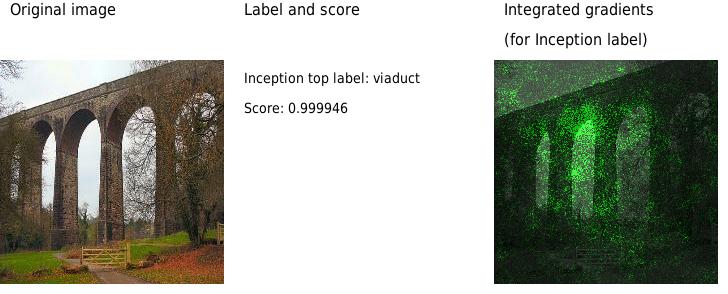 Original image
Label and score
Integrated gradients
(for Inception label)
Inception top label: viaduct
Score: 0.999946